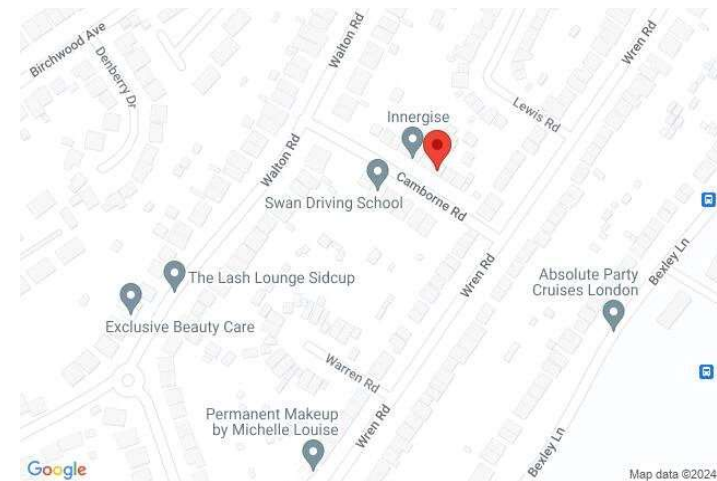 Birchwood Ave
Denberry Dr
Walton Rd
Wren Rd
Lewis Rd
Innergise
Walton Rd
Camborne Rd
Swan Driving School
Bexley Ln
Wren Rd
The Lash Lounge Sidcup
Absolute Party
Cruises London
Exclusive Beauty Care
Warren Rd
Permanent Makeup
by Michelle Louise
Wren Rd
Bexley Ln
Google
Map data ©2024